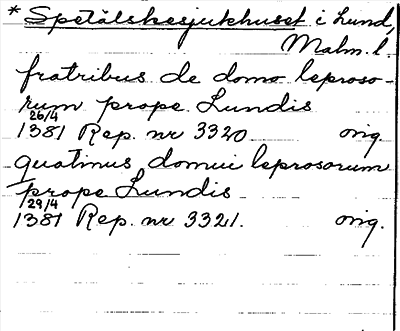 * Spetälskesjukhuset i Lund,
Malm. l.
fratribus de domo leproso-
rum prope Lundis
26/4
1381 Rep. nr 3320 orig.
quatinus domui leprosorum
prope Lundis
29/4
1381 Rep. nr 3321. orig.